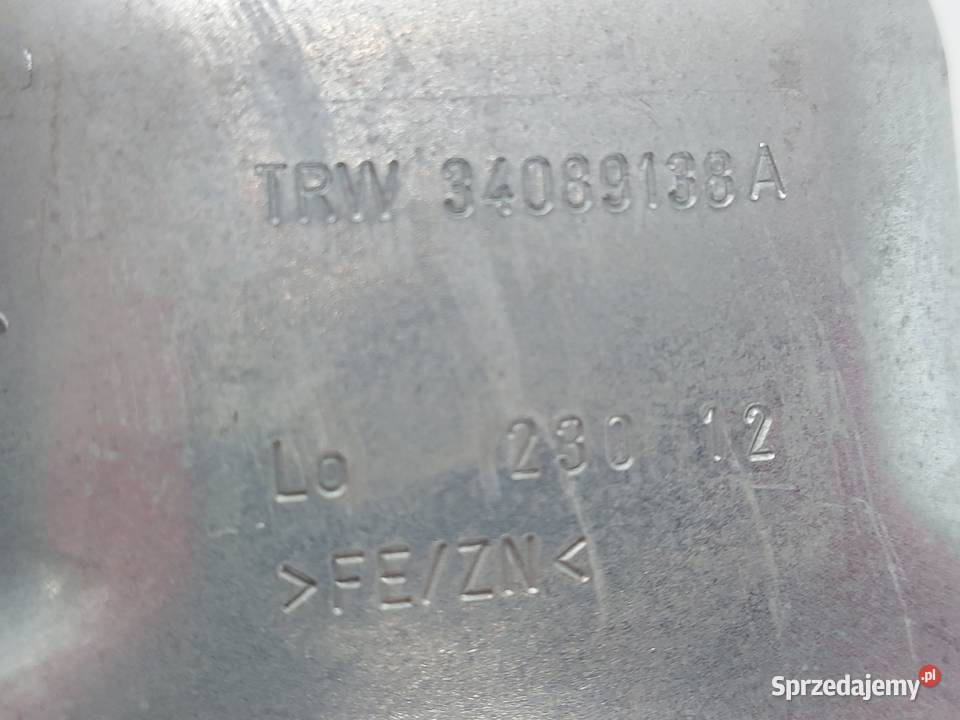 TRW 34089138A
Lo 230 12
>FE/ZN<
Sprzedajemy.pl